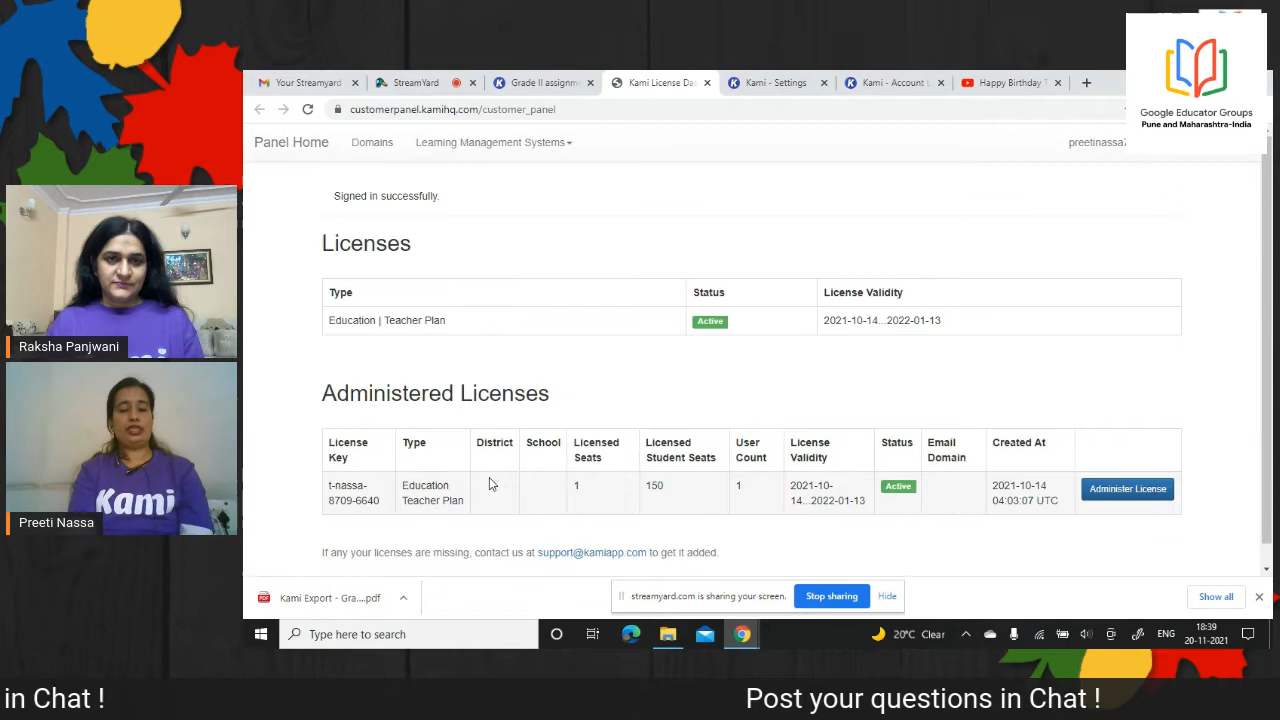 Google Educator Groups
Pune and Maharashtra-India
Your Streamyard
StreamYard
Grade II assignm
Kami License Da
Kami - Settings
Kami - Account
Happy Birthday T
customerpanel.kamihq.com/customer_panel
Panel Home Domains Learning Management Systems
preetinassa
Signed in successfully.
Licenses
Type Status License Validity
Education | Teacher Plan Active 2021-10-14...2022-01-13
Administered Licenses
License Key Type District School Licensed Seats Licensed Student Seats User Count License Validity Status Email Domain Created At
t-nassa-8709-6640 Education Teacher Plan 1 150 1 2021-10-14...2022-01-13 Active 2021-10-14 04:03:07 UTC Administer License
If any your licenses are missing, contact us at support@kamiapp.com to get it added.
Raksha Panjwani
Kami
Preeti Nassa
Kami Export - Gra....pdf
streamyard.com is sharing your screen. Stop sharing Hide
Show all
Type here to search
20°C Clear
ENG
18:39
20-11-2021
in Chat !
Post your questions in Chat !